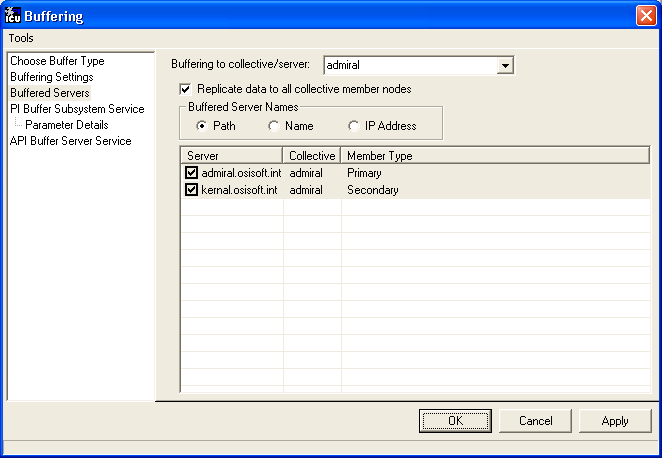 ICU Buffering
Tools
Choose Buffer Type
Buffering Settings
Buffered Servers
PI Buffer Subsystem Service
Parameter Details
API Buffer Server Service
Buffering to collective/server: admiral
Replicate data to all collective member nodes
Buffered Server Names
Path Name IP Address
Server Collective Member Type
admiral.osisoft.int admiral Primary
kernal.osisoft.int admiral Secondary
OK Cancel Apply